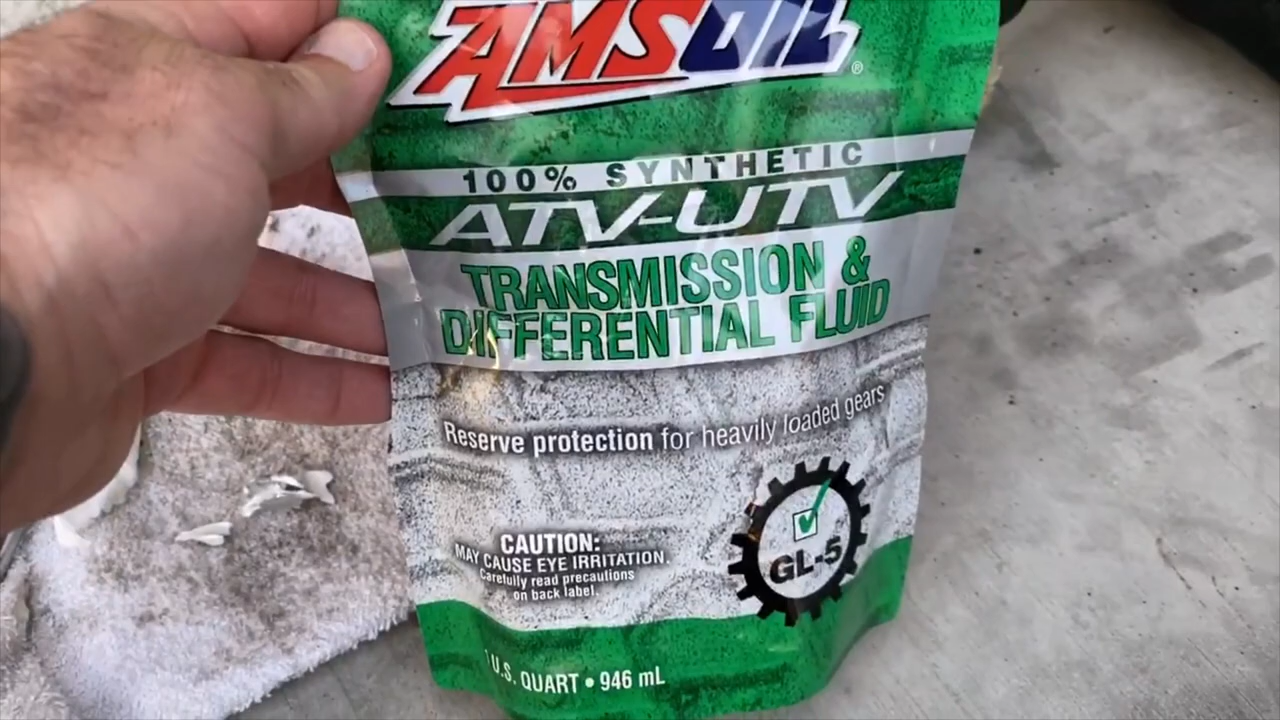 AMSOIL®
100% SYNTHETIC
ATV-UTV
TRANSMISSION &
DIFFERENTIAL FLUID
Reserve protection for heavily loaded gears
GL-5
CAUTION:
MAY CAUSE EYE IRRITATION.
Carefully read precautions
on back label.
1 U.S. QUART • 946 mL